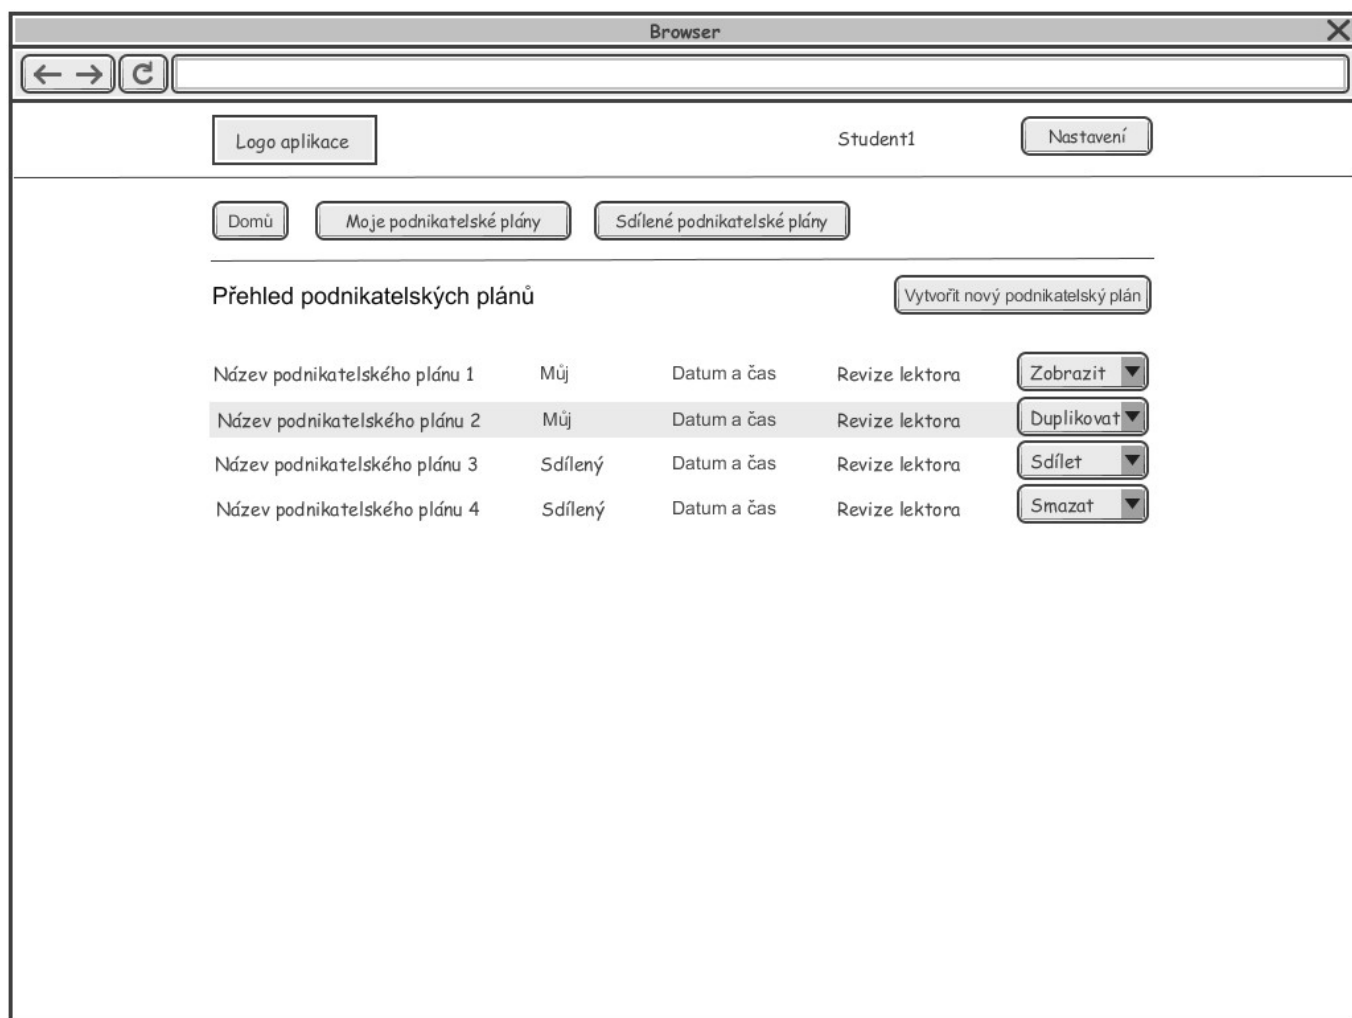 Browser
Logo aplikace Student1 Nastavení
Domů Moje podnikatelské plány Sdílené podnikatelské plány
Přehled podnikatelských plánů Vytvořit nový podnikatelský plán
Název podnikatelského plánu 1 Můj Datum a čas Revize lektora Zobrazit
Název podnikatelského plánu 2 Můj Datum a čas Revize lektora Duplikovat
Název podnikatelského plánu 3 Sdílený Datum a čas Revize lektora Sdílet
Název podnikatelského plánu 4 Sdílený Datum a čas Revize lektora Smazat